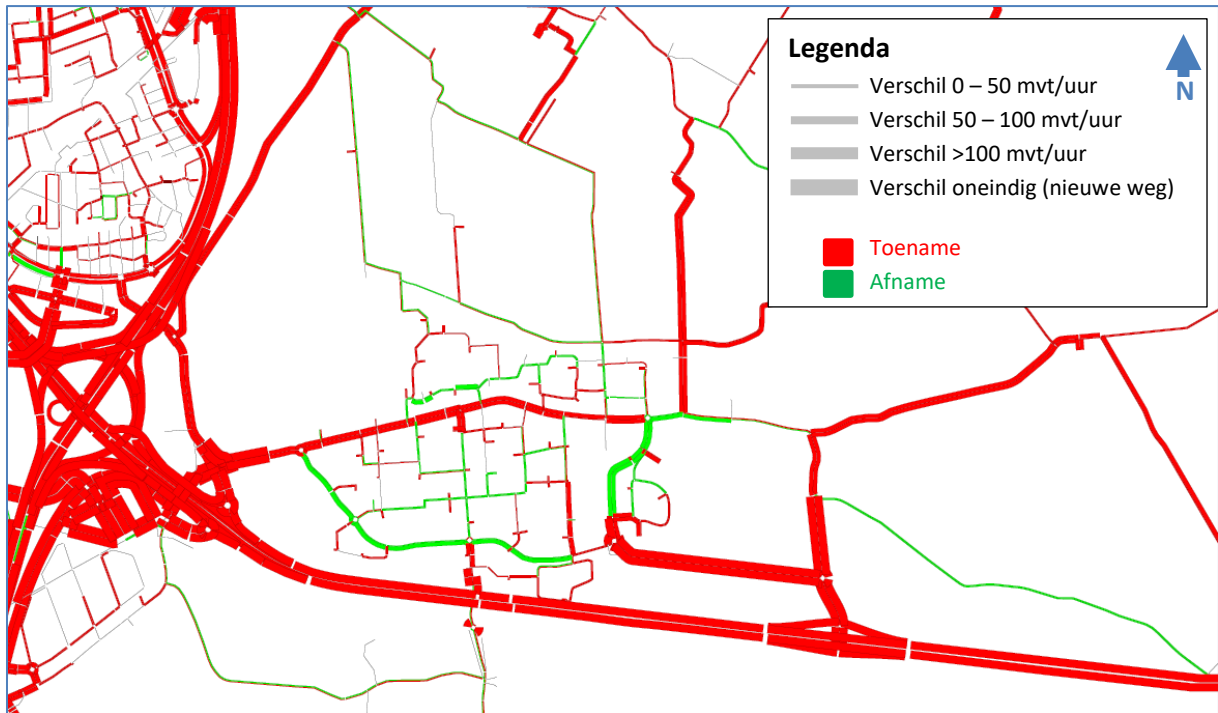 Legenda
N
Verschil 0 – 50 mvt/uur
Verschil 50 – 100 mvt/uur
Verschil >100 mvt/uur
Verschil oneindig (nieuwe weg)
Toename
Afname